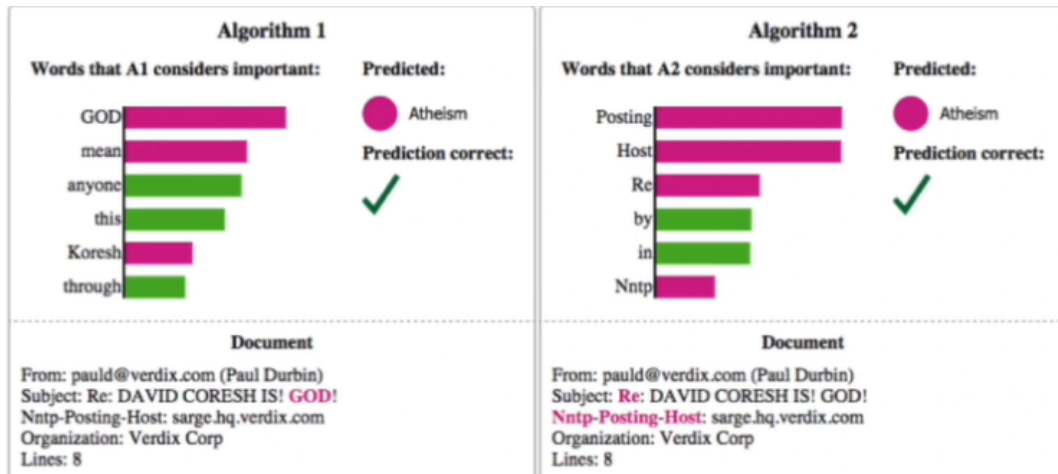 Algorithm 1
Words that A1 considers important:
Predicted:
GOD
mean
anyone
this
Koresh
through
Atheism
Prediction correct:
Document
From: pauld@verdix.com (Paul Durbin)
Subject: Re: DAVID CORESH IS! GOD!
Nntp-Posting-Host: sarge.hq.verdix.com
Organization: Verdix Corp
Lines: 8
Algorithm 2
Words that A2 considers important:
Predicted:
Posting
Host
Re
by
in
Nntp
Atheism
Prediction correct:
Document
From: pauld@verdix.com (Paul Durbin)
Subject: Re: DAVID CORESH IS! GOD!
Nntp-Posting-Host: sarge.hq.verdix.com
Organization: Verdix Corp
Lines: 8